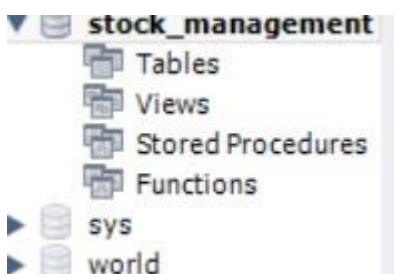 stock_management
Tables
Views
Stored Procedures
Functions
sys
world